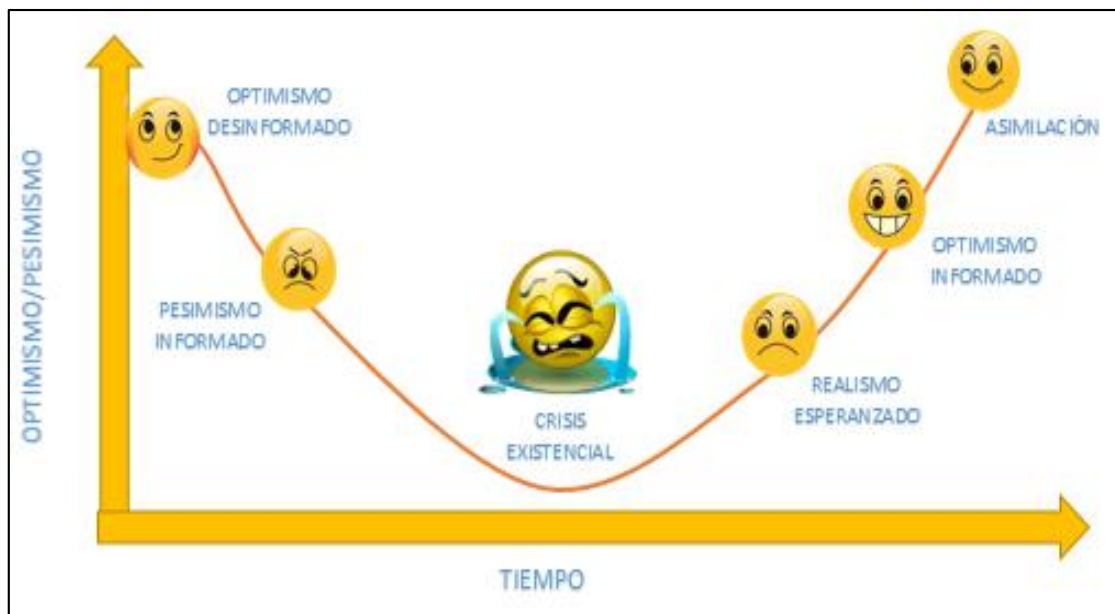 OPTIMISMO/PESIMISMO
OPTIMISMO
DESINFORMADO
PESIMISMO
INFORMADO
CRISIS
EXISTENCIAL
REALISMO
ESPERANZADO
OPTIMISMO
INFORMADO
ASIMILACIÓN
TIEMPO